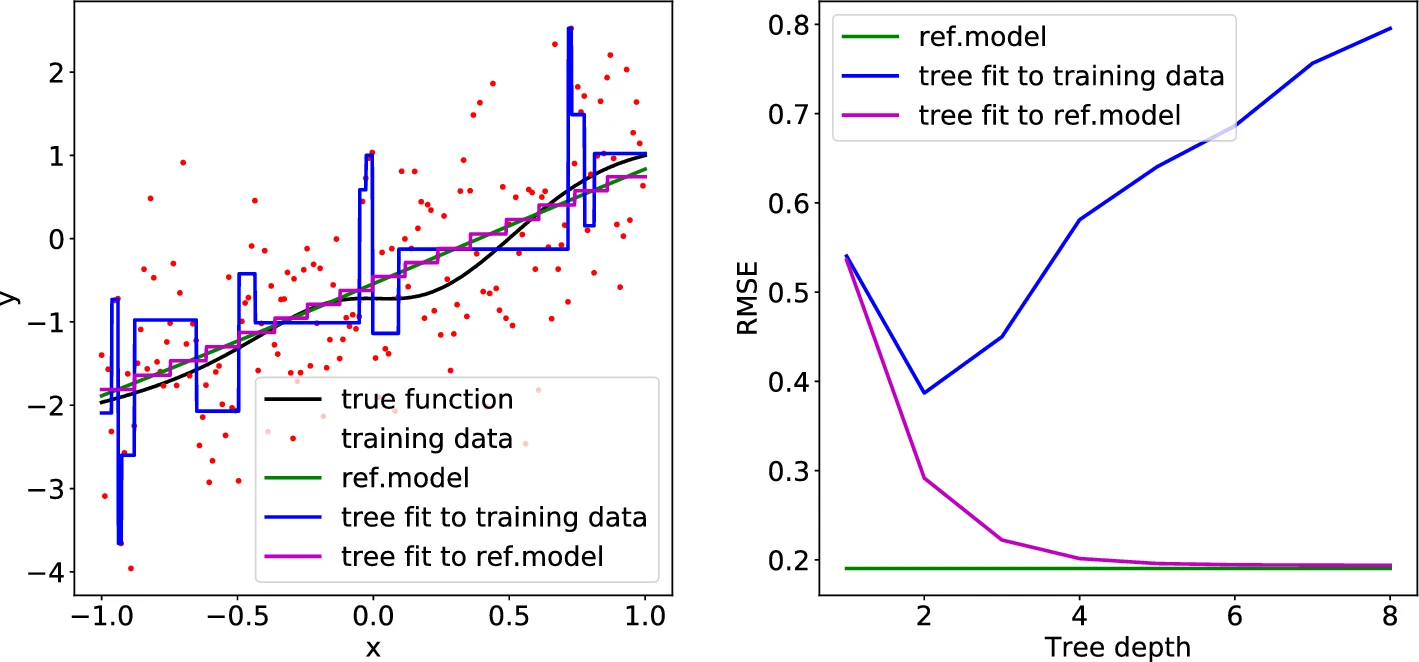 2
1
0
−1
−2
−3
−4
y
−1.0 −0.5 0.0 0.5 1.0
x
true function
training data
ref.model
tree fit to training data
tree fit to ref.model
0.8
0.7
0.6
0.5
0.4
0.3
0.2
RMSE
2 4 6 8
Tree depth
ref.model
tree fit to training data
tree fit to ref.model